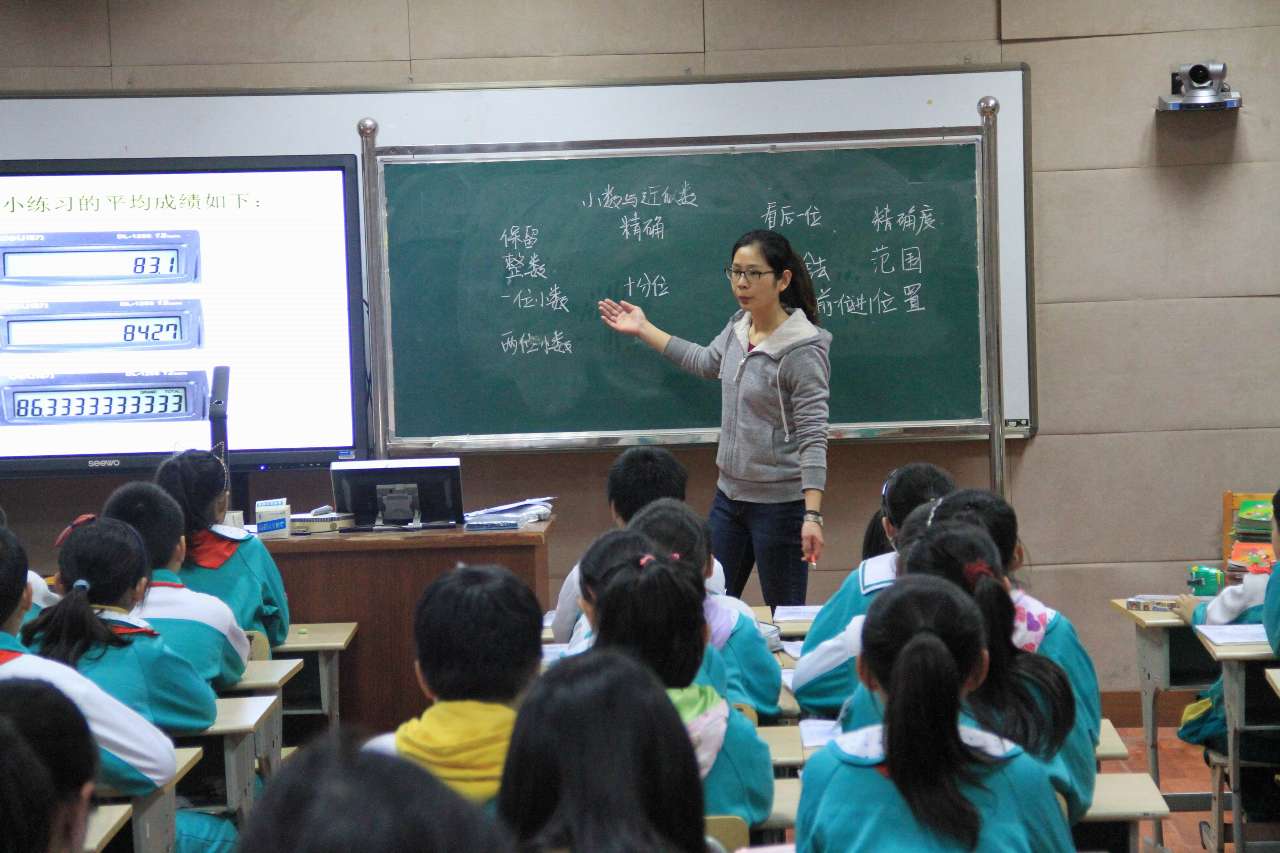 小练习的平均成绩如下：
83.1
84.27
86.3333333333
seewo
小数与近似数
保留
精确
看后一位
精确度
整数
法
范围
一位小数
十分位
前一位进1
位置
两位小数